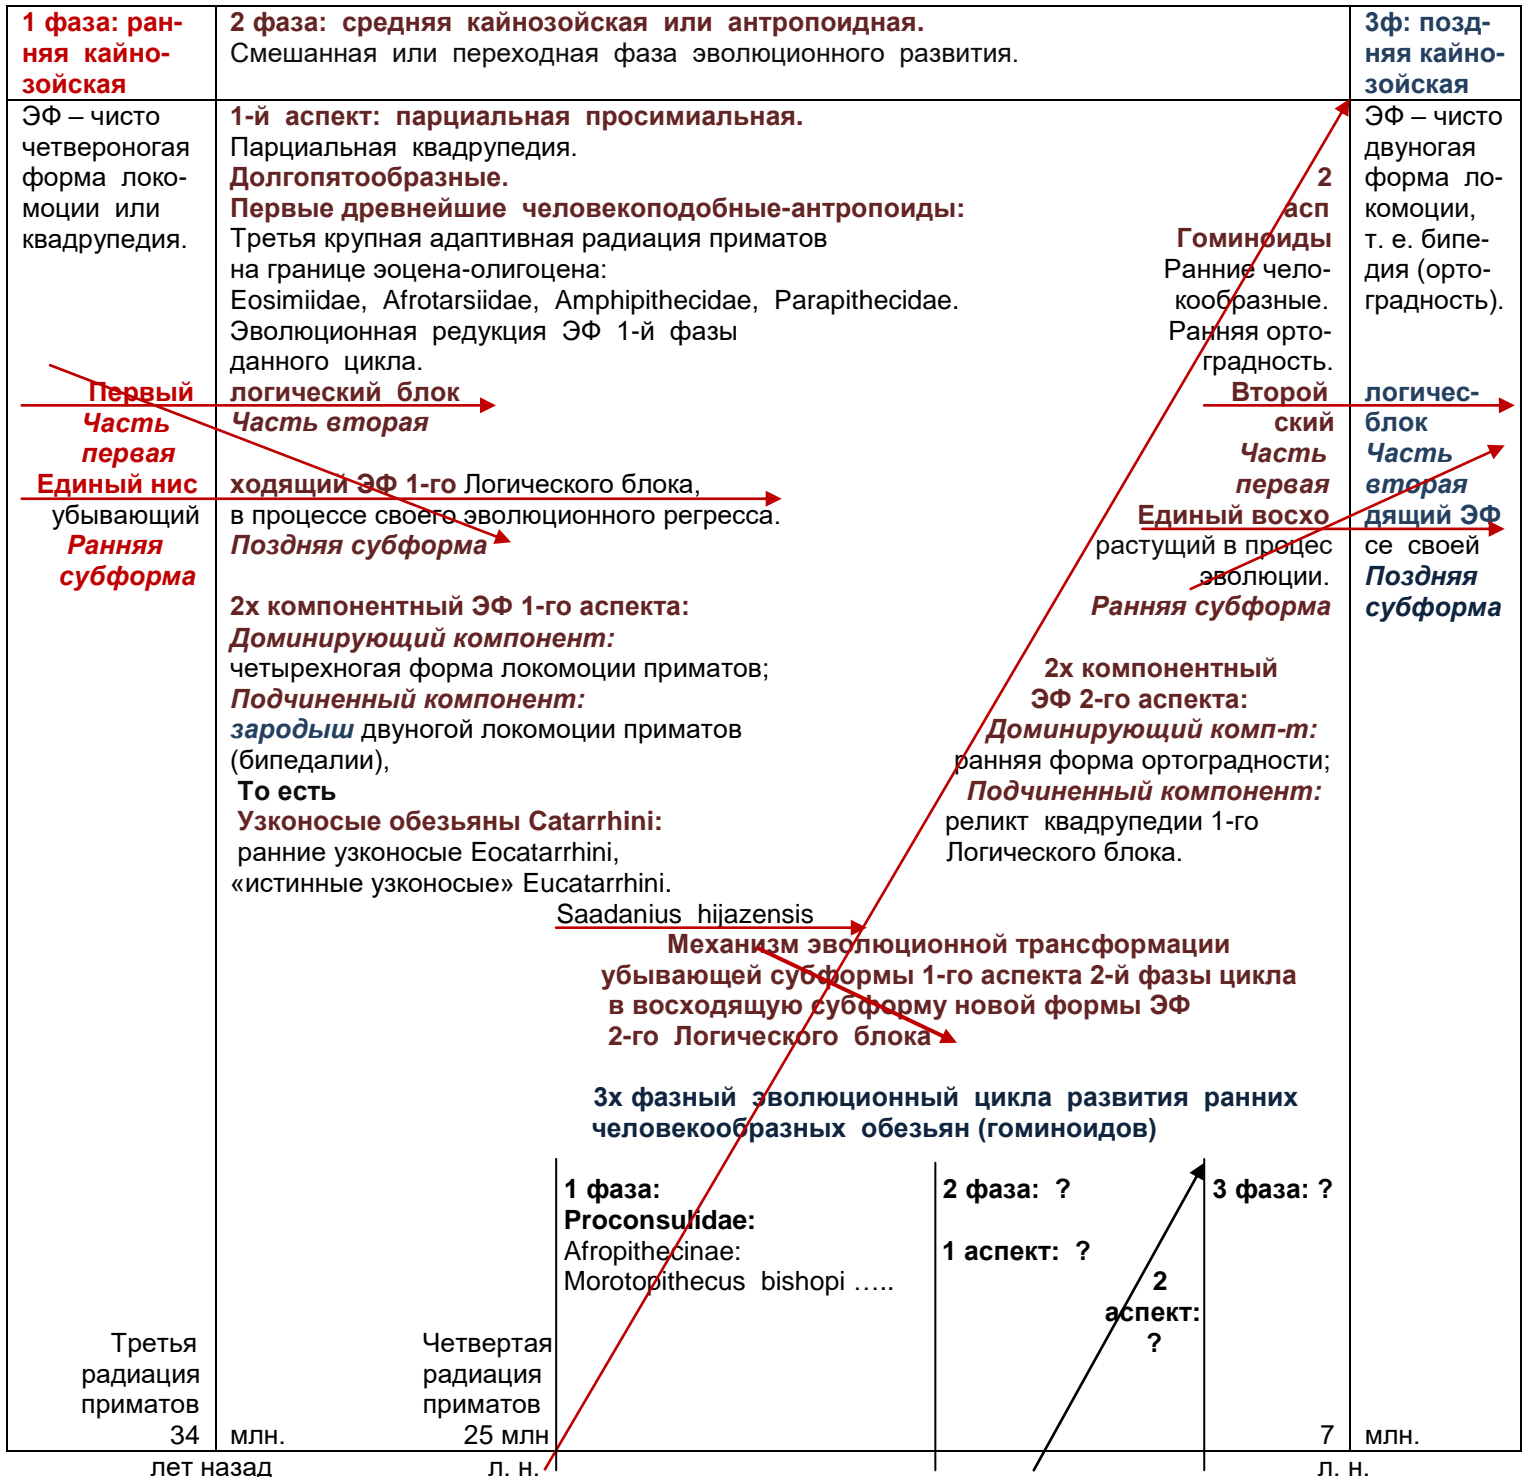 1 фаза: ран-
няя кайно-
зойская
2 фаза: средняя кайнозойская или антропоидная.
Смешанная или переходная фаза эволюционного развития.
3ф: позд-
няя кайно-
зойская
ЭФ – чисто
четвероногая
форма локо-
моции или
квадрупедия.
1-й аспект: парциальная просимиальная.
Парциальная квадрупедия.
Долгопятообразные.
Первые древнейшие человекоподобные-антропоиды:
Третья крупная адаптивная радиация приматов
на границе эоцена-олигоцена:
Eosimiidae, Afrotarsiidae, Amphipithecidae, Parapithecidae.
Эволюционная редукция ЭФ 1-й фазы
данного цикла.
2
асп
Гоминоиды
Ранние чело-
кообразные.
Ранняя орто-
градность.
ЭФ – чисто
двуногая
форма ло-
комоции,
т. е. бипе-
дия (орто-
градность).
Первый логический блок
Часть первая
Часть вторая
Единый нис ходящий ЭФ 1-го Логического блока,
убывающий в процессе своего эволюционного регресса.
Ранняя субформа
Поздняя субформа
Второй логичес-
ский блок
Часть Часть
первая вторая
Единый восхо дящий ЭФ
растущий в процес се своей
эволюции. Поздняя
Ранняя субформа субформа
2х компонентный ЭФ 1-го аспекта:
Доминирующий компонент:
четырехногая форма локомоции приматов;
Подчиненный компонент:
зародыш двуногой локомоции приматов
(бипедалии),
То есть
Узконосые обезьяны Catarrhini:
ранние узконосые Eocatarrhini,
«истинные узконосые» Eucatarrhini.
2х компонентный
ЭФ 2-го аспекта:
Доминирующий комп-т:
ранняя форма ортоградности;
Подчиненный компонент:
реликт квадрупедии 1-го
Логического блока.
Saadanius hijazensis
Механизм эволюционной трансформации
убывающей субформы 1-го аспекта 2-й фазы цикла
в восходящую субформу новой формы ЭФ
2-го Логического блока
3х фазный эволюционный цикла развития ранних
человекообразных обезьян (гоминоидов)
1 фаза:
Proconsulidae:
Afropithecinae:
Morotopithecus bishopi …..
2 фаза: ?
1 аспект: ?
2
аспект:
?
3 фаза: ?
Третья
радиация
приматов
34 млн.
лет назад
Четвертая
радиация
приматов
25 млн
л. н.
7 млн.
л. н.